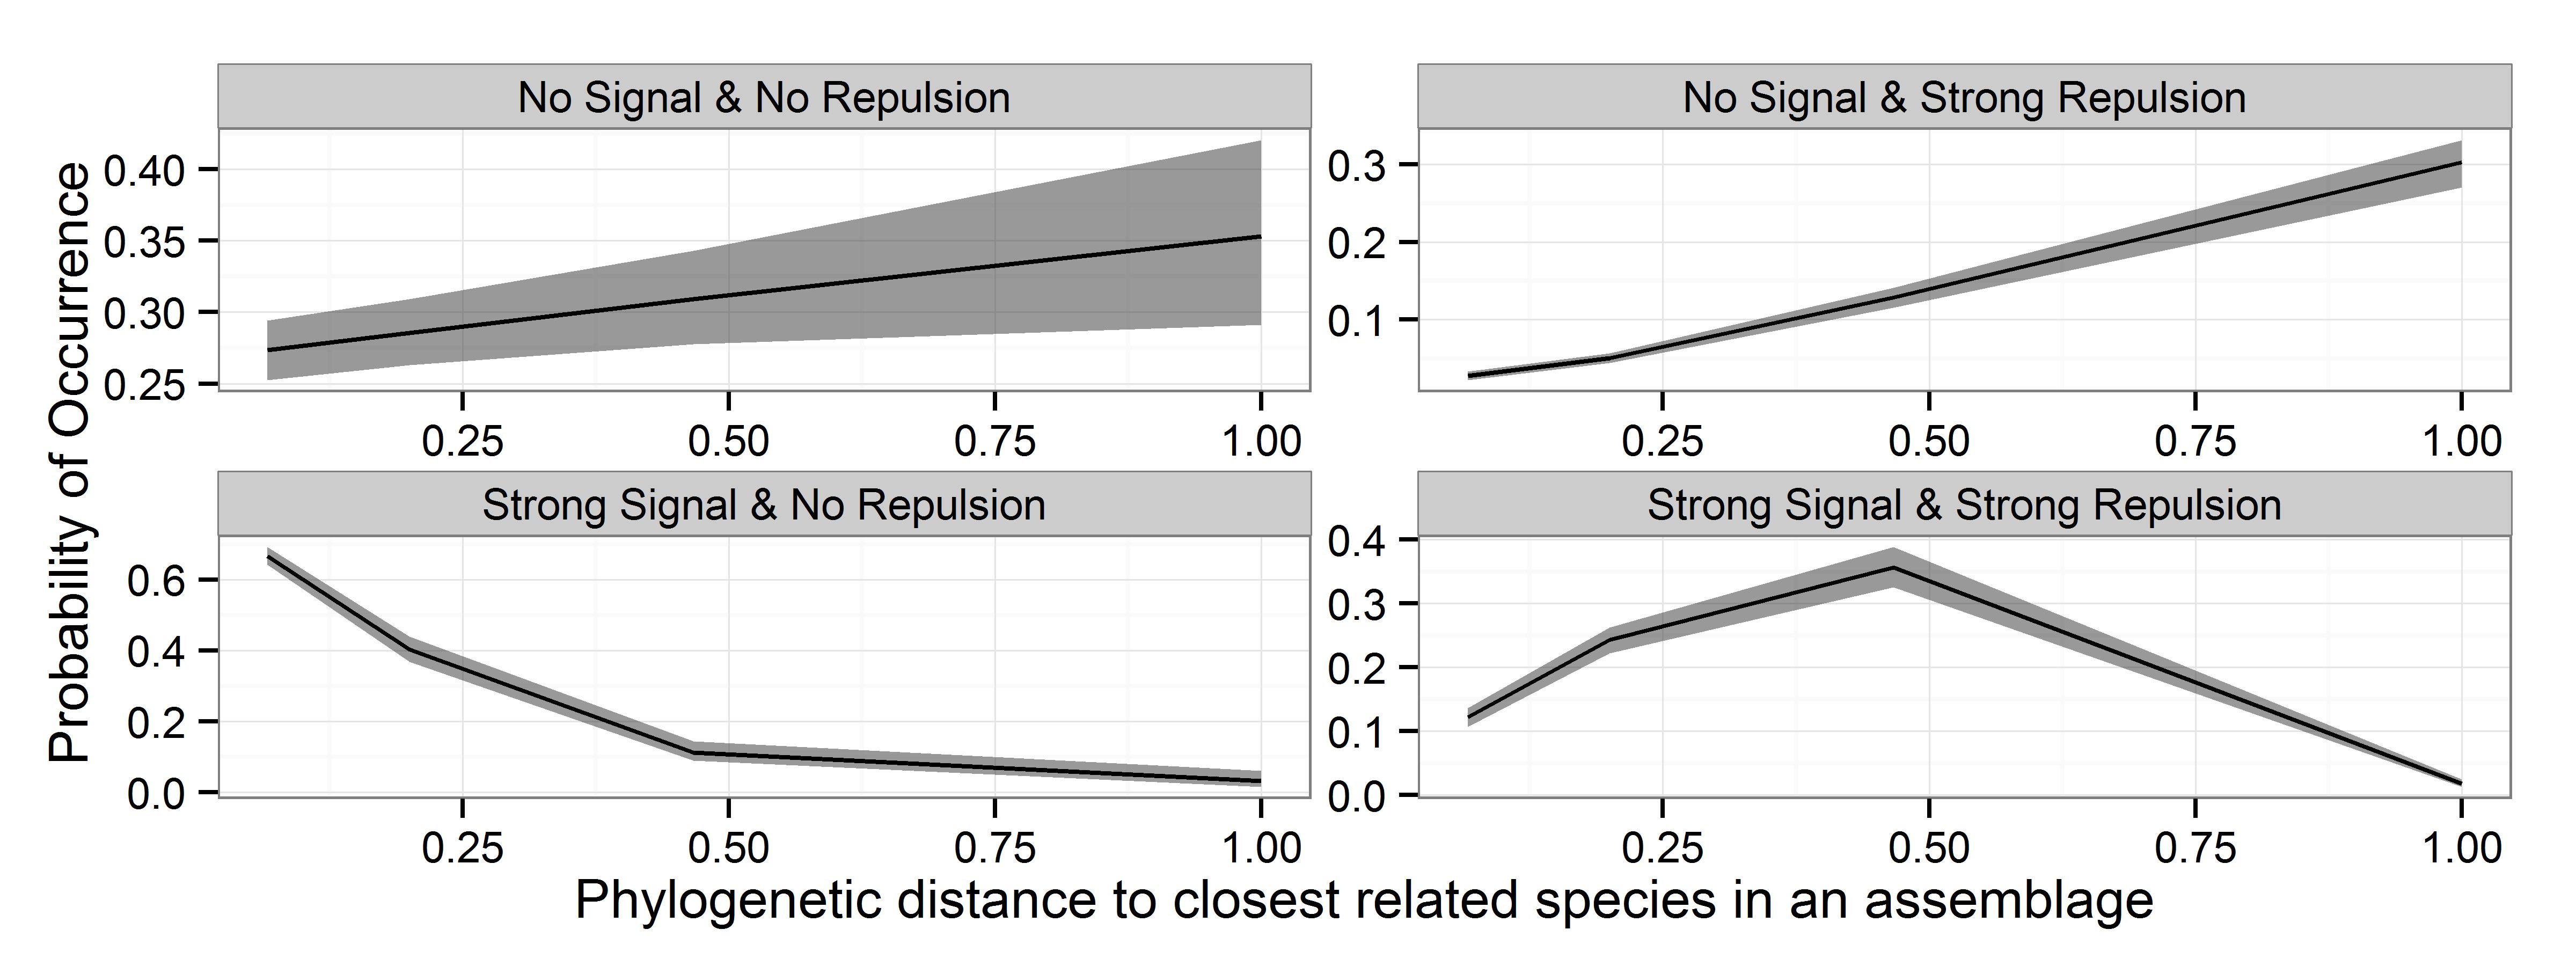 No Signal & No Repulsion
No Signal & Strong Repulsion
0.40
0.35
0.30
0.25
0.3
0.2
0.1
0.25 0.50 0.75 1.00
0.25 0.50 0.75 1.00
Probability of Occurrence
Strong Signal & No Repulsion
Strong Signal & Strong Repulsion
0.6
0.4
0.2
0.0
0.4
0.3
0.2
0.1
0.0
0.25 0.50 0.75 1.00
0.25 0.50 0.75 1.00
Phylogenetic distance to closest related species in an assemblage